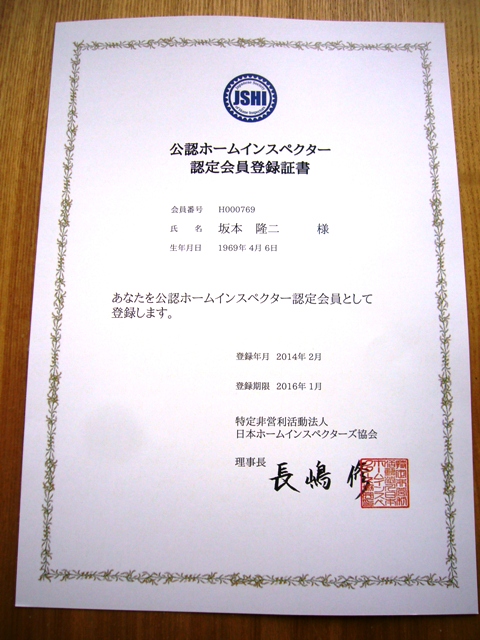 JSHI
公認ホームインスペクター
認定会員登録証書
会員番号 H000769
氏 名 坂本 隆二 様
生年月日 1969年 4月 6日
あなたを公認ホームインスペクター認定会員として
登録します。
登録年月 2014年 2月
登録期限 2016年 1月
特定非営利活動法人
日本ホームインスペクターズ協会
理事長 長嶋 修